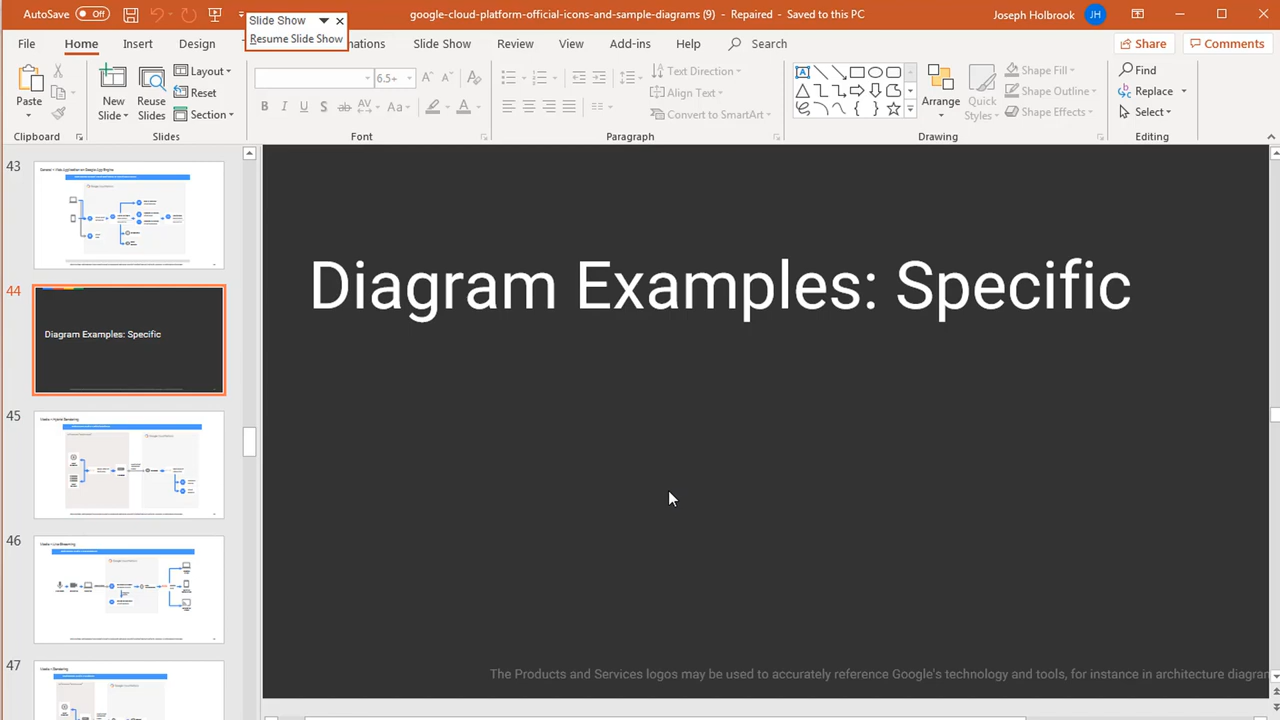 AutoSave Off
google-cloud-platform-official-icons-and-sample-diagrams (9) - Repaired - Saved to this PC
Joseph Holbrook JH
Slide Show
Resume Slide Show
File Home Insert Design Slide Show Review View Add-ins Help Search
Share Comments
Paste
New Slide
Reuse Slides
Layout
Reset
Section
6.5+
Text Direction
Align Text
Convert to SmartArt
Arrange
Quick Styles
Shape Fill
Shape Outline
Shape Effects
Find
Replace
Select
Clipboard Slides Font Paragraph Drawing Editing
43
44
Diagram Examples: Specific
45
46
47
Diagram Examples: Specific
The Products and Services logos may be used to accurately reference Google's technology and tools, for instance in architecture diagram